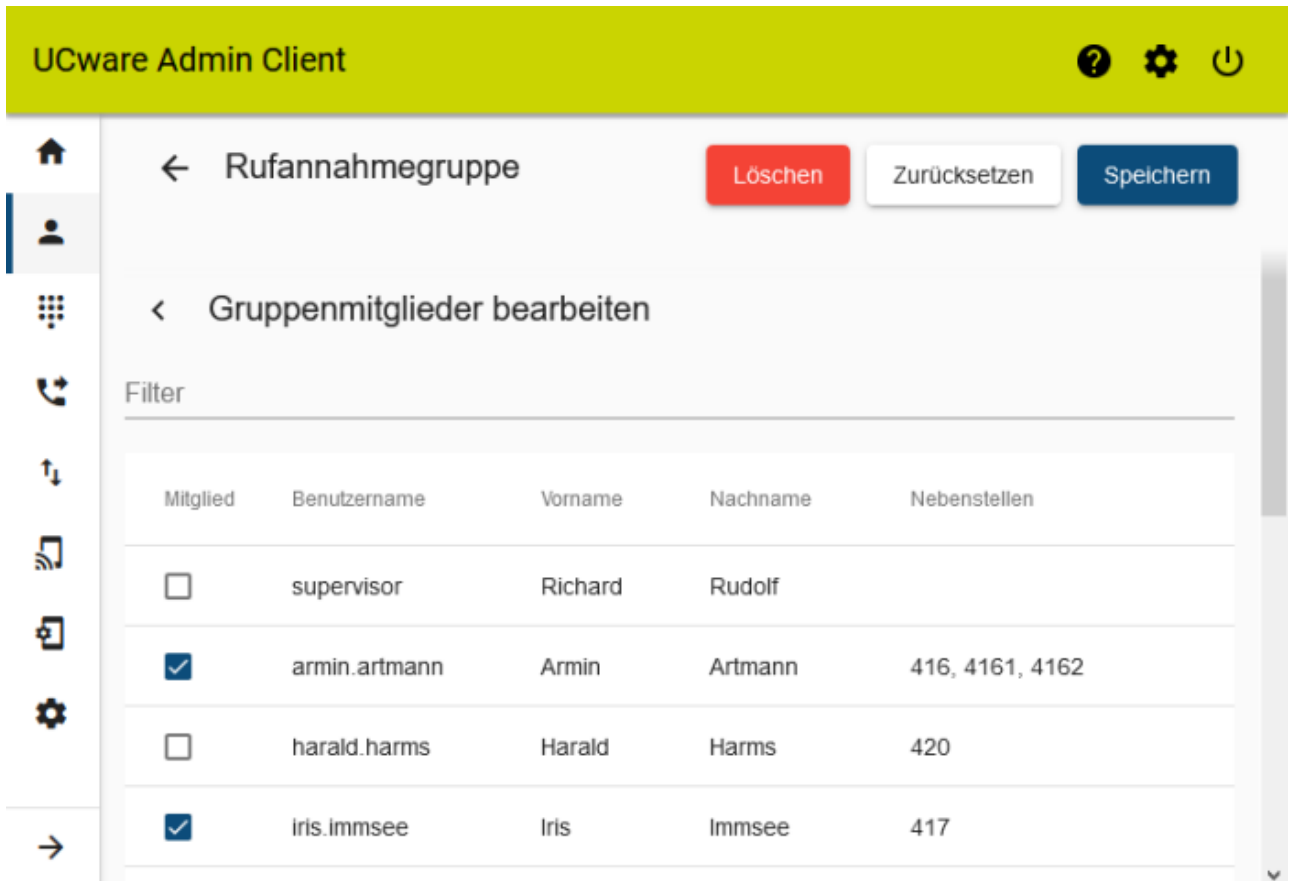 UCware Admin Client
Rufannahmegruppe
Löschen
Zurücksetzen
Speichern
Gruppenmitglieder bearbeiten
Filter
Mitglied Benutzername Vorname Nachname Nebenstellen
supervisor Richard Rudolf
armin.artmann Armin Artmann 416, 4161, 4162
harald.harms Harald Harms 420
iris.immsee Iris Immsee 417